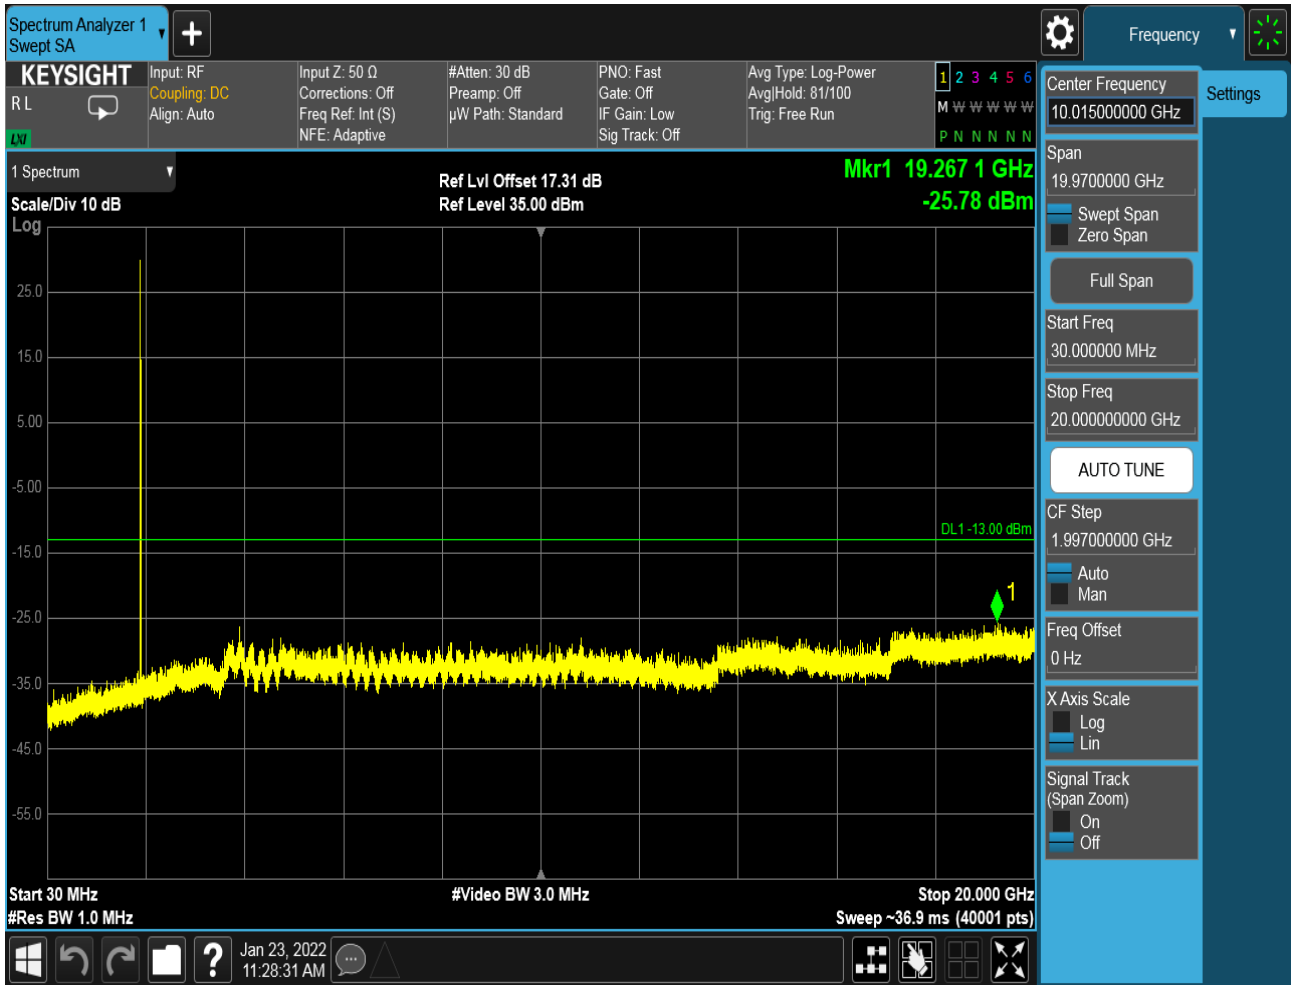 Spectrum Analyzer 1
Swept SA
+
Frequency
KEYSIGHT
R L
LXI
Input: RF
Coupling: DC
Align: Auto
Input Z: 50 Ω
Corrections: Off
Freq Ref: Int (S)
NFE: Adaptive
#Atten: 30 dB
Preamp: Off
µW Path: Standard
PNO: Fast
Gate: Off
IF Gain: Low
Sig Track: Off
Avg Type: Log-Power
Avg|Hold: 81/100
Trig: Free Run
1 2 3 4 5 6
M W W W W W
P N N N N N
1 Spectrum
Scale/Div 10 dB
Log
Ref Lvl Offset 17.31 dB
Ref Level 35.00 dBm
Mkr1 19.267 1 GHz
-25.78 dBm
25.0
15.0
5.00
-5.00
-15.0
-25.0
-35.0
-45.0
-55.0
DL1 -13.00 dBm
1
Start 30 MHz
#Res BW 1.0 MHz
#Video BW 3.0 MHz
Stop 20.000 GHz
Sweep ~36.9 ms (40001 pts)
Center Frequency
10.015000000 GHz
Settings
Span
19.9700000 GHz
Swept Span
Zero Span
Full Span
Start Freq
30.000000 MHz
Stop Freq
20.000000000 GHz
AUTO TUNE
CF Step
1.997000000 GHz
Auto
Man
Freq Offset
0 Hz
X Axis Scale
Log
Lin
Signal Track
(Span Zoom)
On
Off
?
Jan 23, 2022
11:28:31 AM